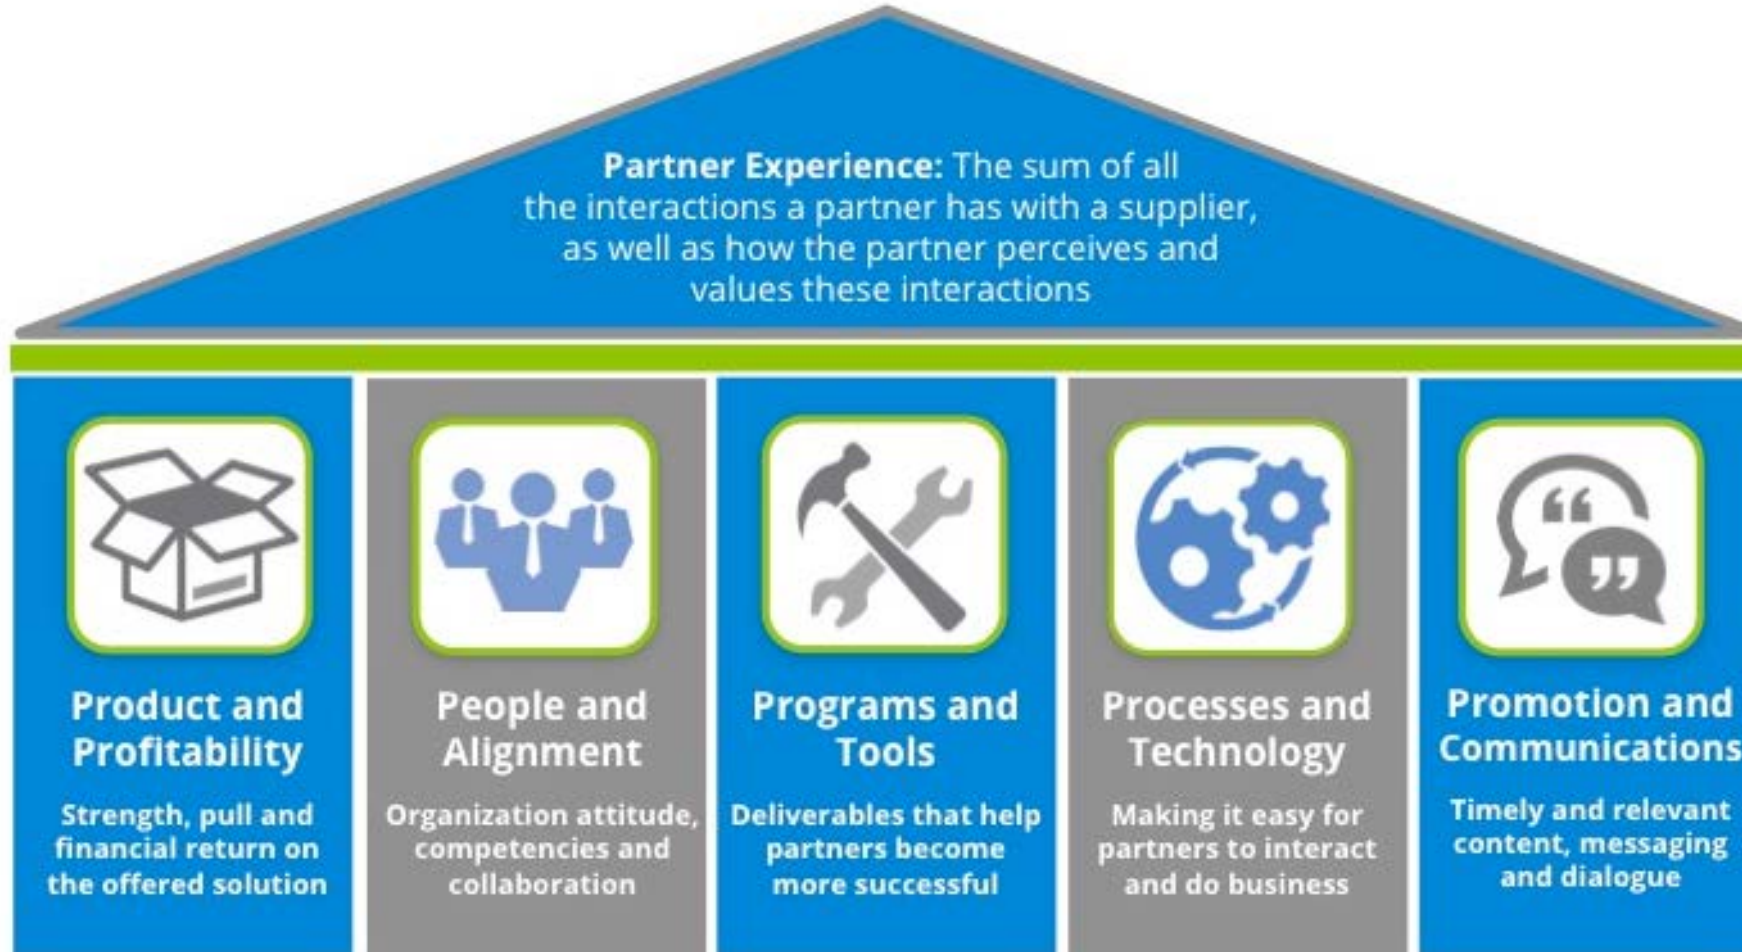 Partner Experience: The sum of all
the interactions a partner has with a supplier,
as well as how the partner perceives and
values these interactions
Product and
Profitability
Strength, pull and
financial return on
the offered solution
People and
Alignment
Organization attitude,
competencies and
collaboration
Programs and
Tools
Deliverables that help
partners become
more successful
Processes and
Technology
Making it easy for
partners to interact
and do business
Promotion and
Communications
Timely and relevant
content, messaging
and dialogue